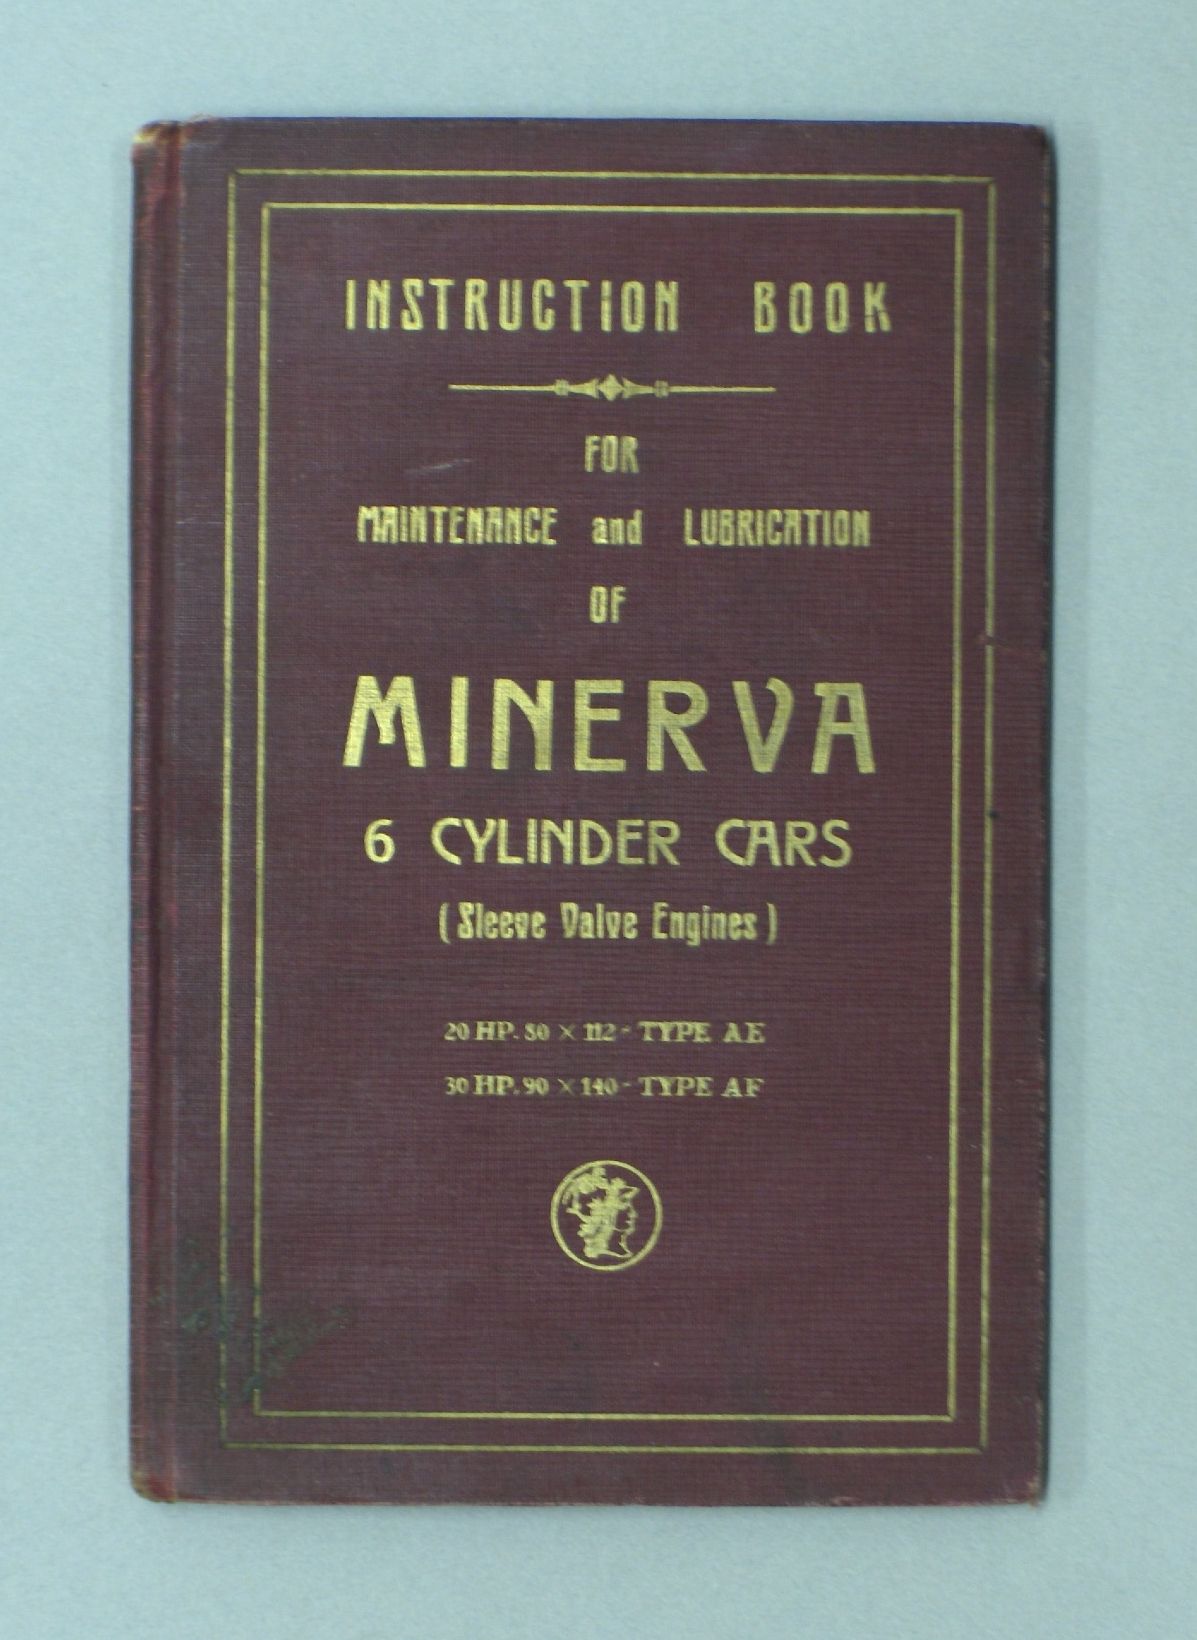 INSTRUCTION BOOK
FOR
MAINTENANCE and LUBRICATION
OF
MINERVA
6 CYLINDER CARS
(Sleeve Valve Engines)
20 HP. 80 × 112 - TYPE AE
30 HP. 90 × 140 - TYPE AF